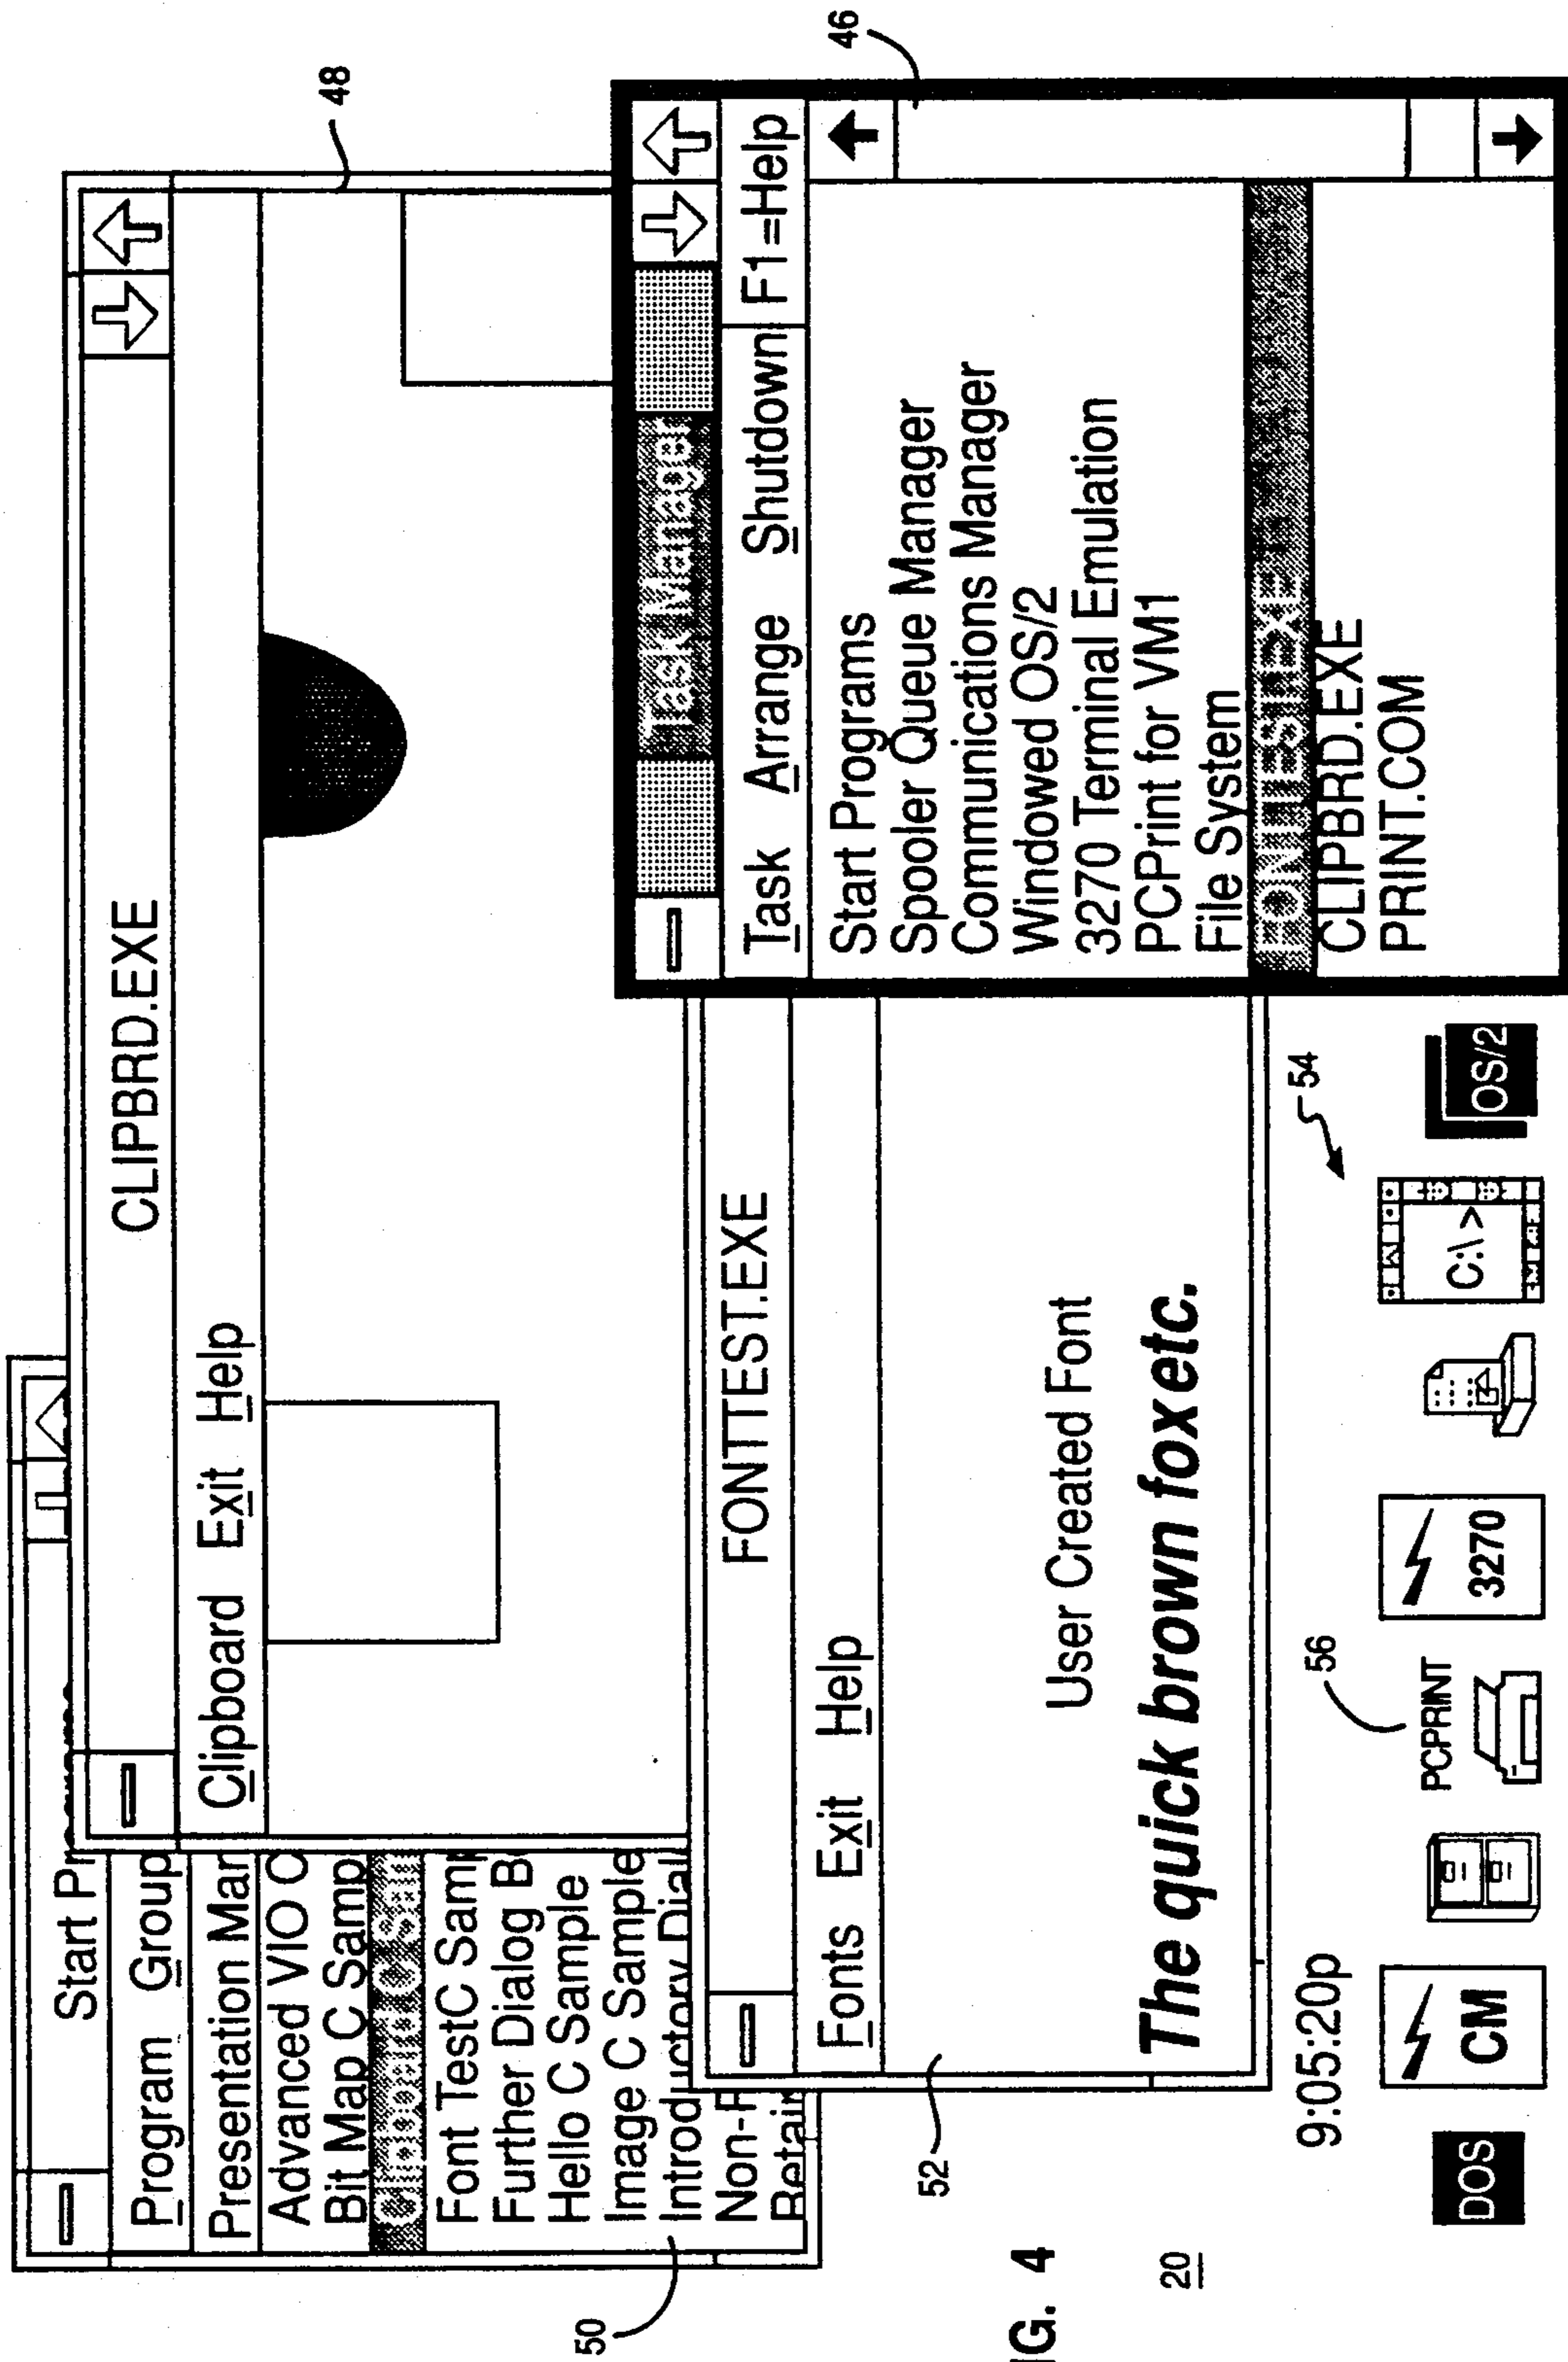 Start Pr
Program Group
Presentation Mar
Advanced VIO C
Bit Map C Samp
Clipboard C Sam
Font TestC Samp
Further Dialog B
Hello C Sample
Image C Sample
Introductory Dial
Non-R
Retain
50
CLIPBRD.EXE
Clipboard Exit Help
48
FONTTEST.EXE
Fonts Exit Help
User Created Font
The quick brown foxetc.
52
Task Manager
Task Arrange Shutdown F1=Help
Start Programs
Spooler Queue Manager
Communications Manager
Windowed OS/2
3270 Terminal Emulation
PCPrint for VM1
File System
FONTTEST.EXE
CLIPBRD.EXE
PRINT.COM
46
9:05:20p
54
56
DOS
CM
PCPRINT
3270
C:\>
OS/2
IG. 4
20